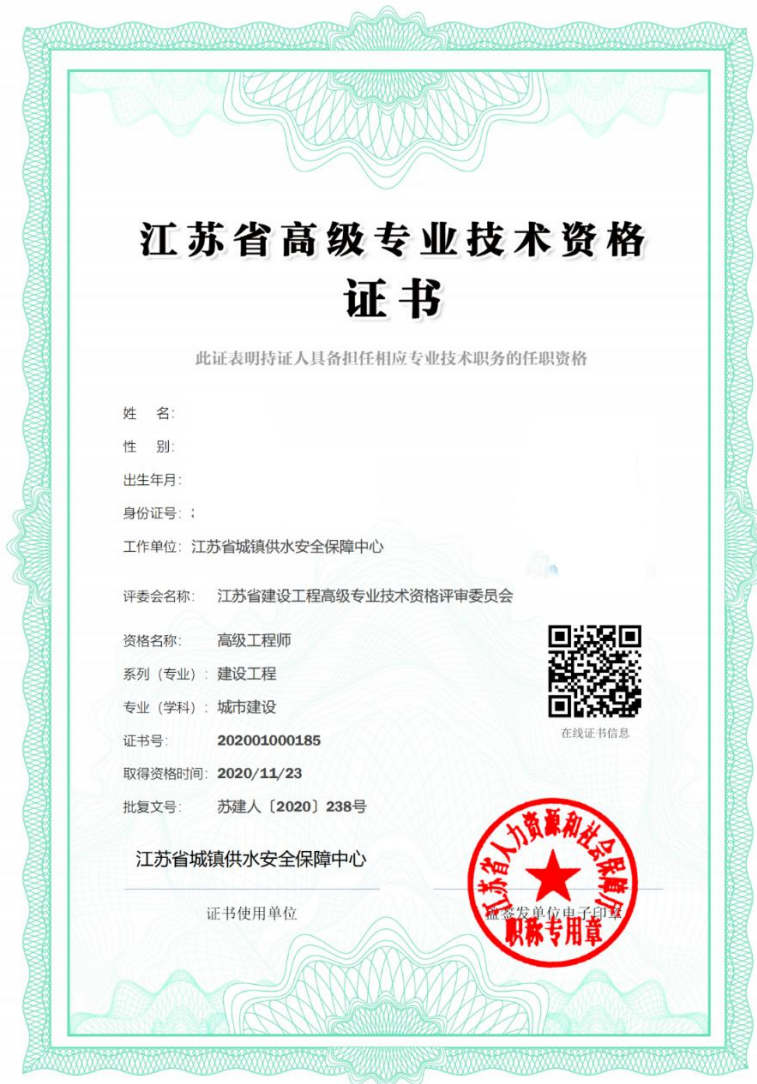 江苏省高级专业技术资格
证书
此证表明持证人具备担任相应专业技术职务的任职资格
姓 名:
性 别:
出生年月:
身份证号:
工作单位: 江苏省城镇供水安全保障中心
评委会名称: 江苏省建设工程高级专业技术资格评审委员会
资格名称: 高级工程师
系列（专业）: 建设工程
专业（学科）: 城市建设
证书号: 202001000185
取得资格时间: 2020/11/23
批复文号: 苏建人〔2020〕238号
在线证书信息
江苏省城镇供水安全保障中心
证书使用单位
江苏省人力资源和社会保障厅
盖签发单位电子印章
职称专用章